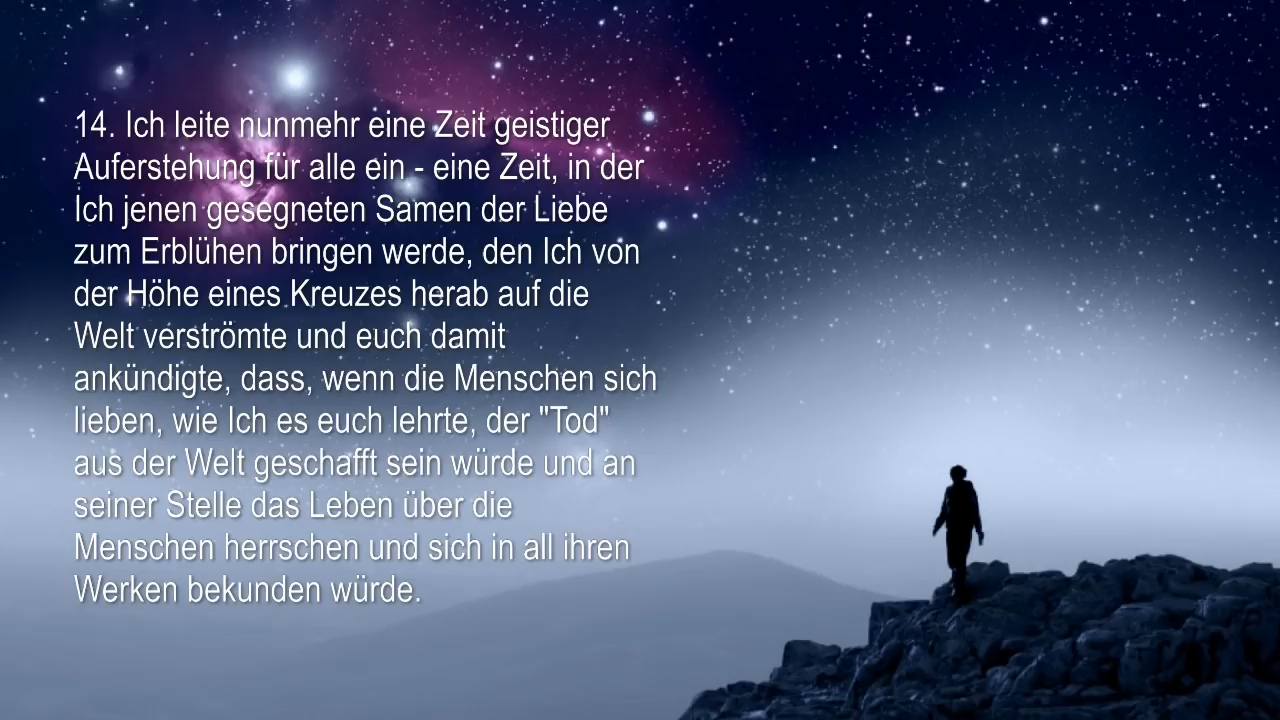 14. Ich leite nunmehr eine Zeit geistiger
Auferstehung für alle ein - eine Zeit, in der
Ich jenen gesegneten Samen der Liebe
zum Erblühen bringen werde, den Ich von
der Höhe eines Kreuzes herab auf die
Welt verströmte und euch damit
ankündigte, dass, wenn die Menschen sich
lieben, wie Ich es euch lehrte, der "Tod"
aus der Welt geschafft sein würde und an
seiner Stelle das Leben über die
Menschen herrschen und sich in all ihren
Werken bekunden würde.